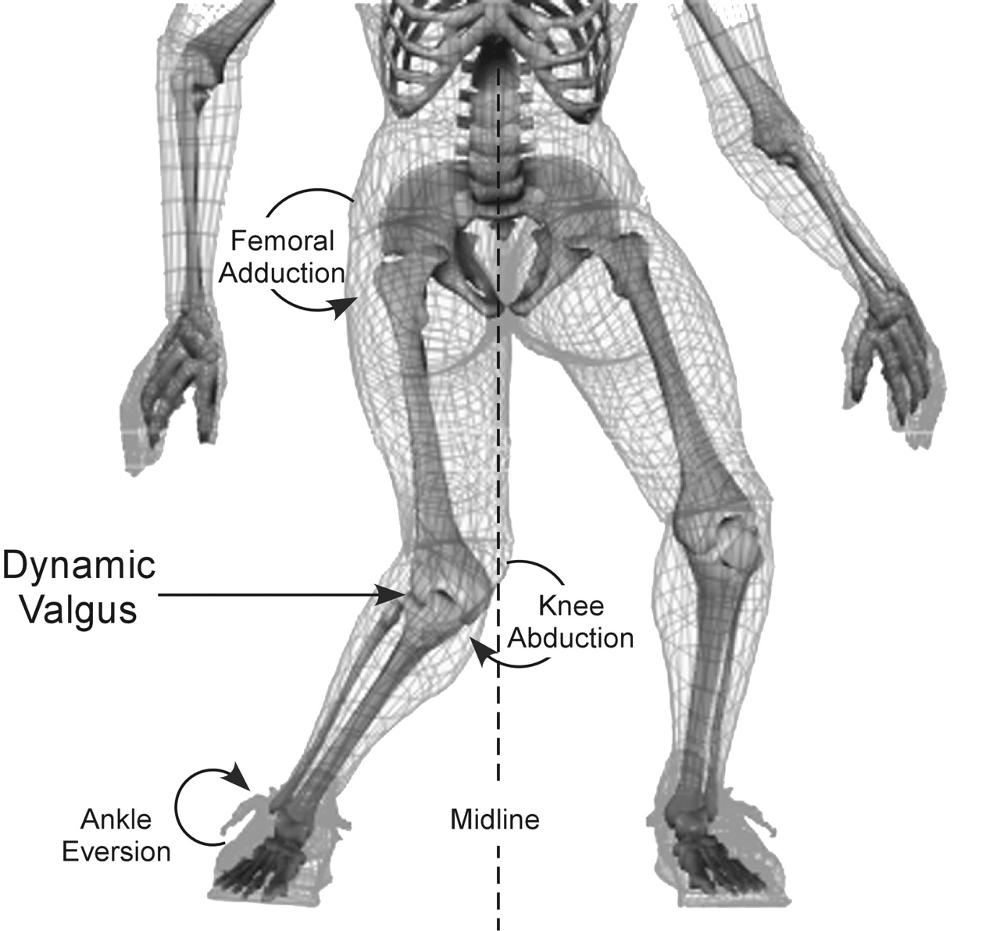 Femoral
Adduction
Dynamic
Valgus
Knee
Abduction
Ankle
Eversion
Midline